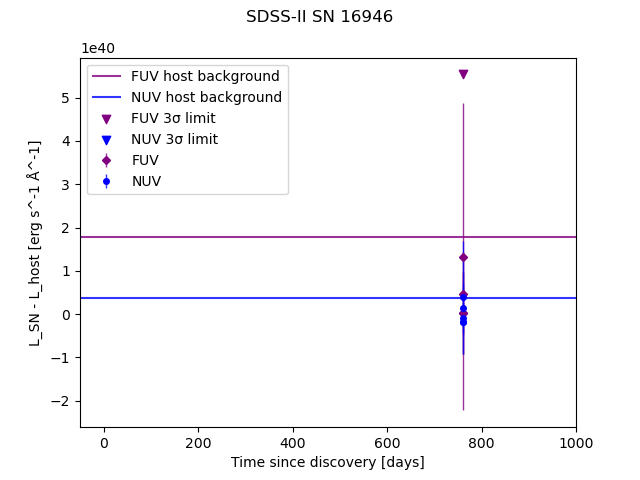 SDSS-II SN 16946
1e40
FUV host background
NUV host background
FUV 3σ limit
NUV 3σ limit
FUV
NUV
5
4
3
2
1
0
−1
−2
L_SN - L_host [erg s^-1 Å^-1]
0 200 400 600 800 1000
Time since discovery [days]